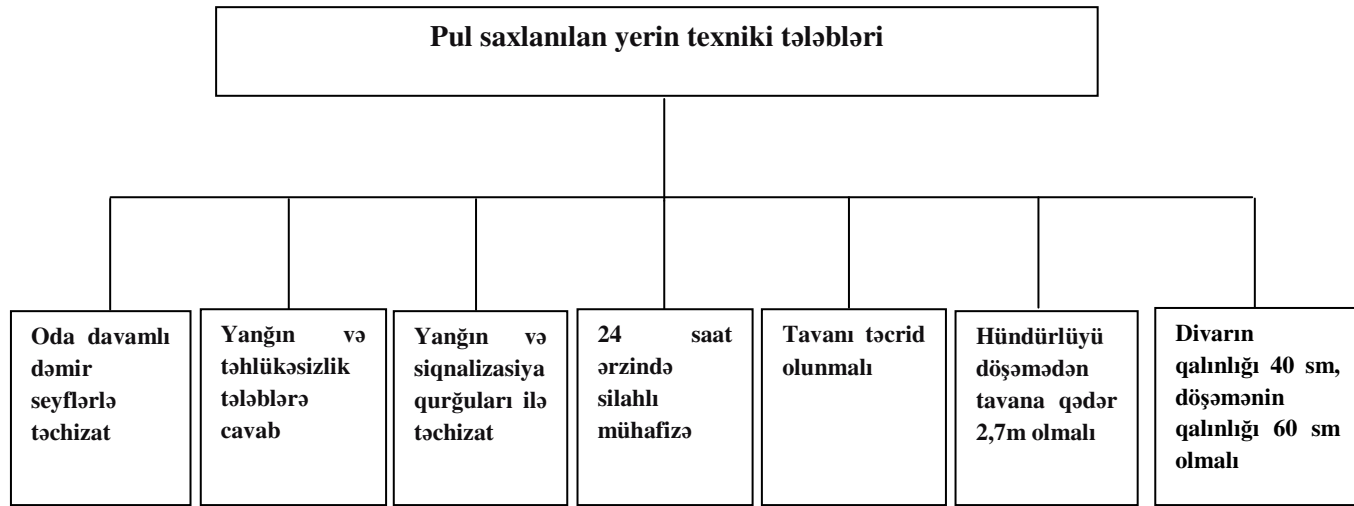 Pul saxlanılan yerin texniki tələbləri
Oda davamlı
dəmir
seyflərlə
təchizat
Yanğın və
təhlükəsizlik
tələblərə
cavab
Yanğın və
siqnalizasiya
qurğuları ilə
təchizat
24 saat
ərzində
silahlı
mühafizə
Tavanı təcrid
olunmalı
Hündürlüyü
döşəmədən
tavana qədər
2,7m olmalı
Divarın
qalınlığı 40 sm,
döşəmənin
qalınlığı 60 sm
olmalı